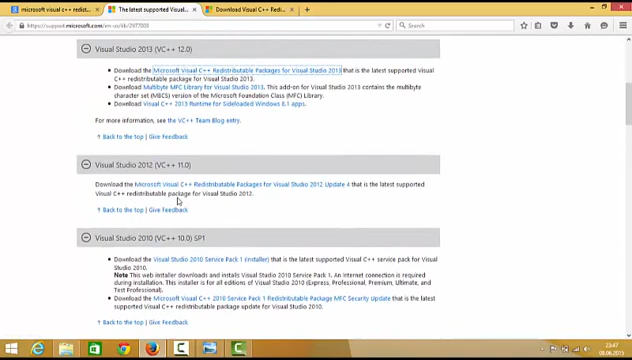 microsoft visual c++ redist...
The latest supported Visual...
Download Visual C++ Redi...
https://support.microsoft.com/en-us/kb/2977003
Search
Visual Studio 2013 (VC++ 12.0)
Download the Microsoft Visual C++ Redistributable Packages for Visual Studio 2013 that is the latest supported Visual
C++ redistributable package for Visual Studio 2013.
Download Multibyte MFC Library for Visual Studio 2013. This add-on for Visual Studio 2013 contains the multibyte
character set (MBCS) version of the Microsoft Foundation Class (MFC) Library.
Download Visual C++ 2013 Runtime for Sideloaded Windows 8.1 apps.
For more information, see the VC++ Team Blog entry.
Back to the top | Give Feedback
Visual Studio 2012 (VC++ 11.0)
Download the Microsoft Visual C++ Redistributable Packages for Visual Studio 2012 Update 4 that is the latest supported
Visual C++ redistributable package for Visual Studio 2012.
Back to the top | Give Feedback
Visual Studio 2010 (VC++ 10.0) SP1
Download the Visual Studio 2010 Service Pack 1 (Installer) that is the latest supported Visual C++ service pack for Visual
Studio 2010.
Note This web installer downloads and installs Visual Studio 2010 Service Pack 1. An Internet connection is required
during installation. This installer is for all editions of Visual Studio 2010 (Express, Professional, Premium, Ultimate, and
Test Professional).
Download the Microsoft Visual C++ 2010 Service Pack 1 Redistributable Package MFC Security Update that is the latest
supported Visual C++ redistributable package update for Visual Studio 2010.
Back to the top | Give Feedback
23:47
08.06.2015